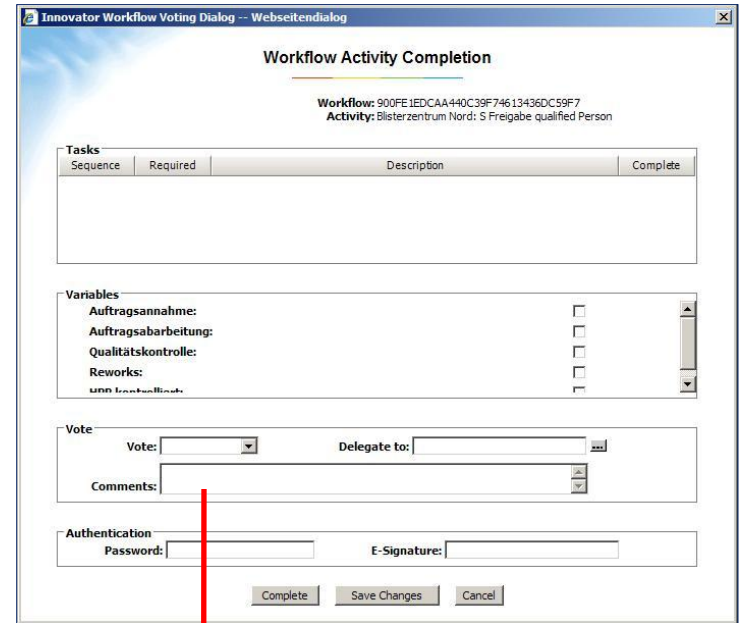 Innovator Workflow Voting Dialog -- Webseitendialog
Workflow Activity Completion
Workflow: 900FE1EDCAA440C39F74613436DC59F7
Activity: Blisterzentrum Nord: S Freigabe qualified Person
Tasks
Sequence Required Description Complete
Variables
Auftragsannahme:
Auftragsabarbeitung:
Qualitätskontrolle:
Reworks:
Vote
Vote: Delegate to: ...
Comments:
Authentication
Password: E-Signature:
Complete Save Changes Cancel